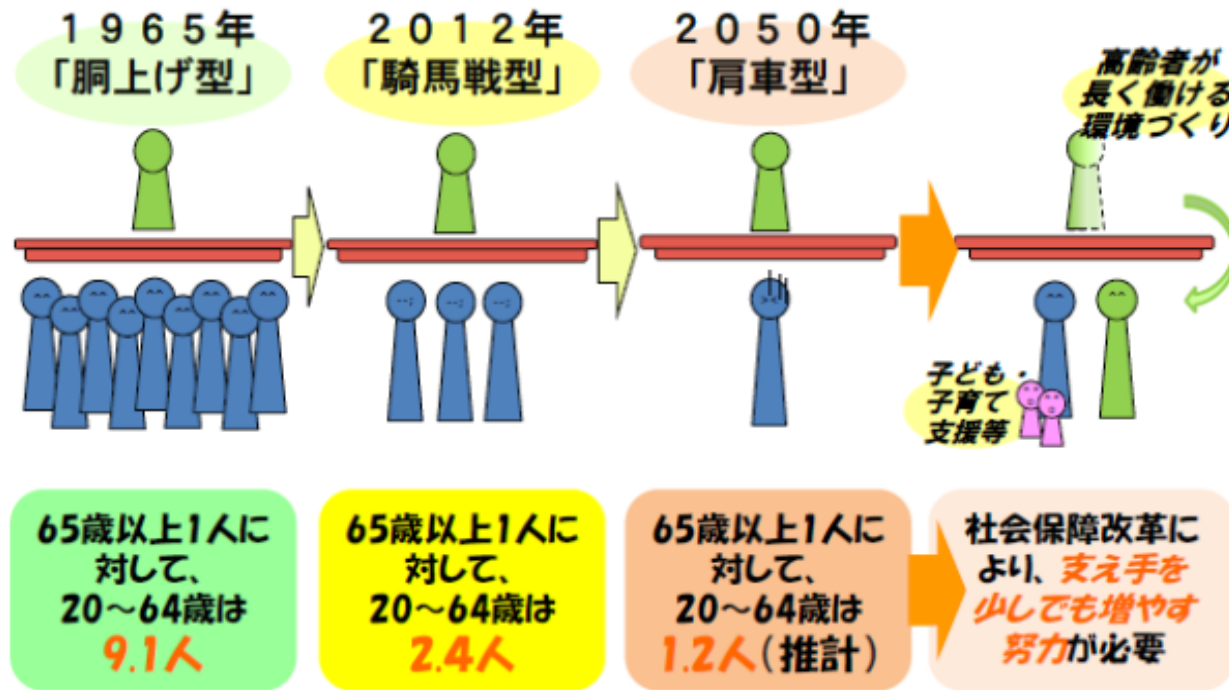 １９６５年
「胴上げ型」
２０１２年
「騎馬戦型」
２０５０年
「肩車型」
高齢者が
長く働ける
環境づくり
子ども・
子育て
支援等
65歳以上1人に
対して、
20～64歳は
9.1人
65歳以上1人に
対して、
20～64歳は
2.4人
65歳以上1人に
対して、
20～64歳は
1.2人（推計）
社会保障改革に
より、支え手を
少しでも増やす
努力が必要